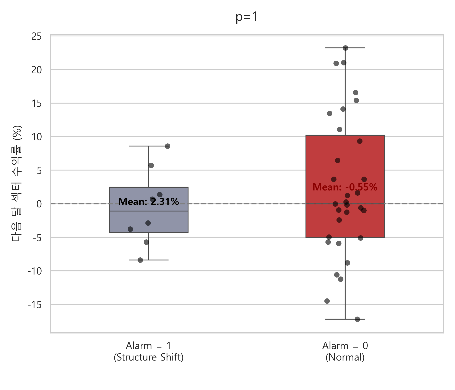 p=1
다음 달 섹터 수익률 (%)
25
20
15
10
5
0
-5
-10
-15
Mean: 2.31%
Mean: -0.55%
Alarm = 1
(Structure Shift)
Alarm = 0
(Normal)